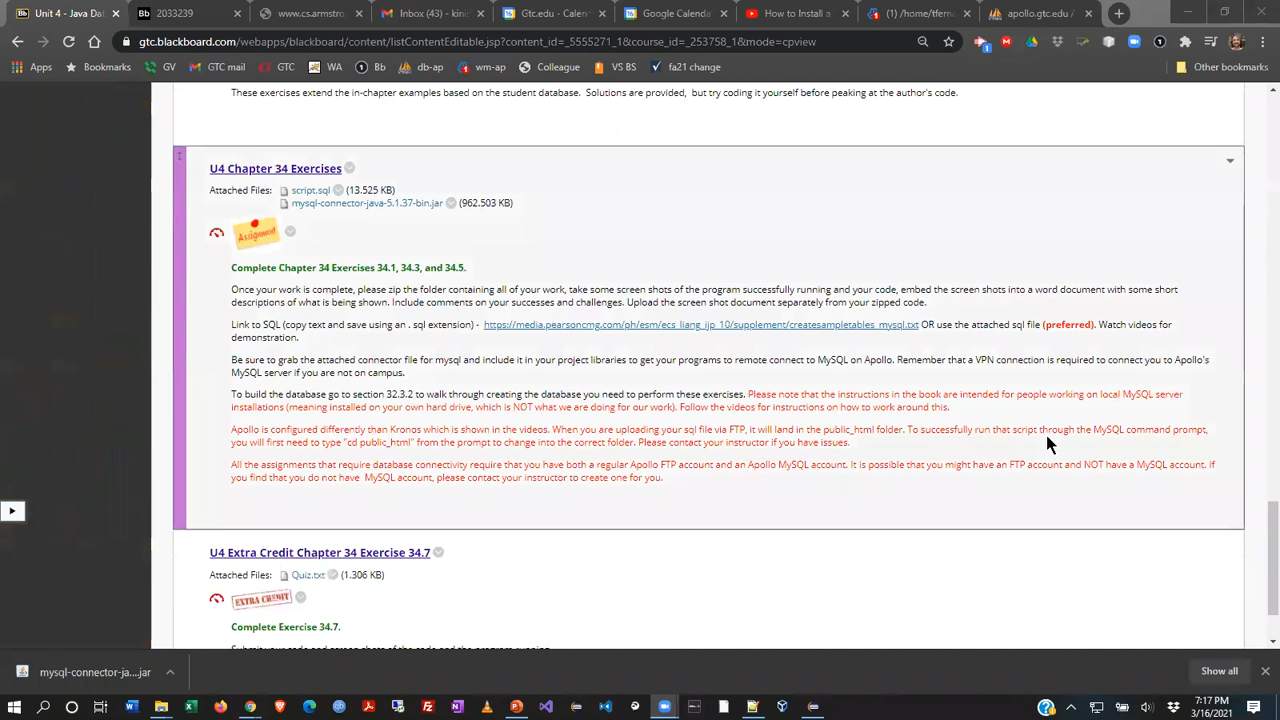 Unit 4 - Java Dat
Bb 2033239
www.cs.armstro
Inbox (43) - kinc
Gtc.edu - Calen
Google Calenda
How to Install a
(/home/tfernar
apollo.gtc.edu /
gtc.blackboard.com/webapps/blackboard/content/listContentEditable.jsp?content_id=_5555271_1&course_id=_253758_1&mode=cpview
Apps Bookmarks GV GTC mail GTC WA Bb db-ap wm-ap Colleague VS BS fa21 change Other bookmarks
These exercises extend the in-chapter examples based on the student database. Solutions are provided, but try coding it yourself before peaking at the author's code.
U4 Chapter 34 Exercises
Attached Files: script.sql (13.525 KB)
mysql-connector-java-5.1.37-bin.jar (962.503 KB)
Assignment
Complete Chapter 34 Exercises 34.1, 34.3, and 34.5.
Once your work is complete, please zip the folder containing all of your work, take some screen shots of the program successfully running and your code, embed the screen shots into a word document with some short
descriptions of what is being shown. Include comments on your successes and challenges. Upload the screen shot document separately from your zipped code.
Link to SQL (copy text and save using an . sql extension) - https://media.pearsoncmg.com/ph/esm/ecs_liang_ijp_10/supplement/createsampletables_mysql.txt OR use the attached sql file (preferred). Watch videos for
demonstration.
Be sure to grab the attached connector file for mysql and include it in your project libraries to get your programs to remote connect to MySQL on Apollo. Remember that a VPN connection is required to connect you to Apollo's
MySQL server if you are not on campus.
To build the database go to section 32.3.2 to walk through creating the database you need to perform these exercises. Please note that the instructions in the book are intended for people working on local MySQL server
installations (meaning installed on your own hard drive, which is NOT what we are doing for our work). Follow the videos for instructions on how to work around this.
Apollo is configured differently than Kronos which is shown in the videos. When you are uploading your sql file via FTP, it will land in the public_html folder. To successfully run that script through the MySQL command prompt,
you will first need to type "cd public_html" from the prompt to change into the correct folder. Please contact your instructor if you have issues.
All the assignments that require database connectivity require that you have both a regular Apollo FTP account and an Apollo MySQL account. It is possible that you might have an FTP account and NOT have a MySQL account. If
you find that you do not have MySQL account, please contact your instructor to create one for you.
U4 Extra Credit Chapter 34 Exercise 34.7
Attached Files: Quiz.txt (1.306 KB)
EXTRA CREDIT
Complete Exercise 34.7.
Submit your code and screen shots of the code and the program running.
mysql-connector-ja....jar
Show all
7:17 PM
3/16/2021